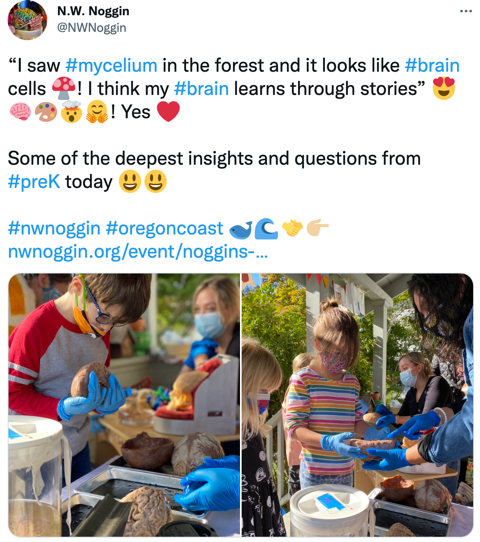 N.W. Noggin
@NWNoggin
“I saw #mycelium in the forest and it looks like #brain
cells 🍄! I think my #brain learns through stories” 😍
🧠🎨🤯🤗! Yes ❤️
Some of the deepest insights and questions from
#preK today 😃😃
#nwnoggin #oregoncoast 🐋🌊🫱🏼👉🏼
nwnoggin.org/event/noggins-…